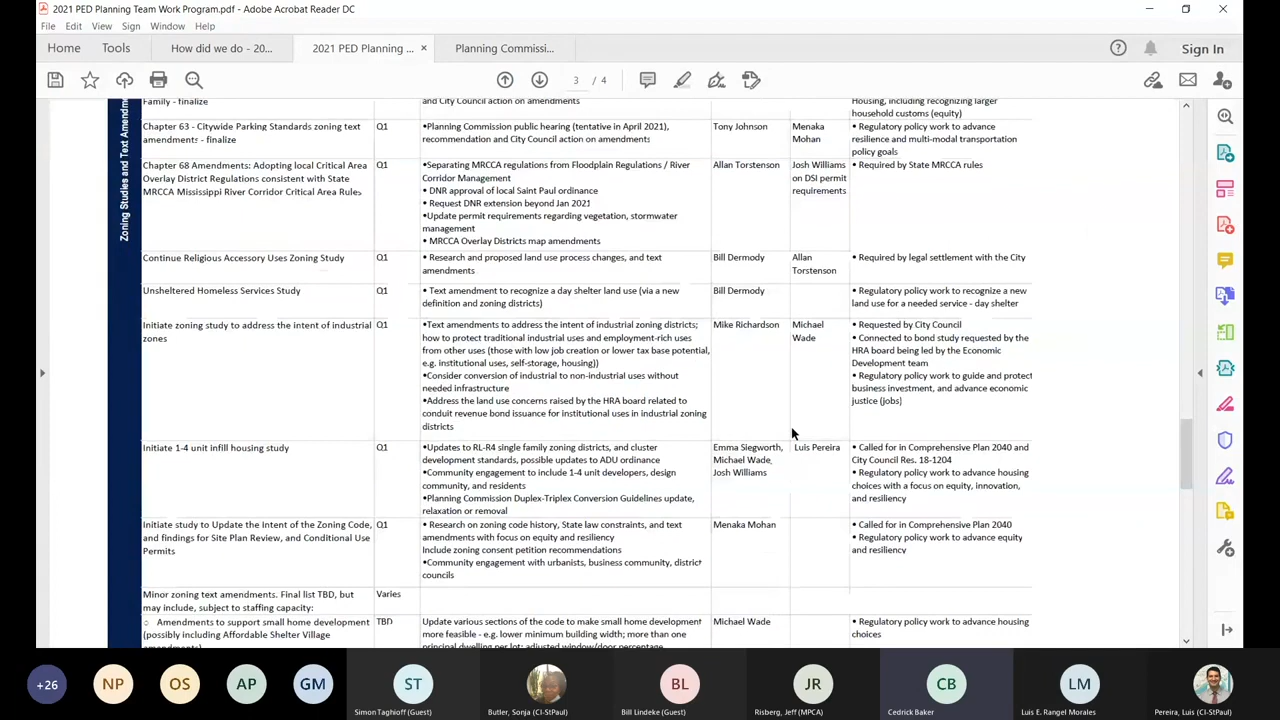 2021 PED Planning Team Work Program.pdf - Adobe Acrobat Reader DC
File Edit View Sign Window Help
Home Tools How did we do - 20... 2021 PED Planning ... × Planning Commissi... Sign In
3 / 4
Zoning Studies and Text Amendm
Family - finalize
and City Council action on amendments
Housing, including recognizing larger
household customs (equity)
Chapter 63 - Citywide Parking Standards zoning text
amendments - finalize
Q1
•Planning Commission public hearing (tentative in April 2021),
recommendation and City Council action on amendments
Tony Johnson
Menaka
Mohan
• Regulatory policy work to advance
resilience and multi-modal transportation
policy goals
Chapter 68 Amendments: Adopting local Critical Area
Overlay District Regulations consistent with State
MRCCA Mississippi River Corridor Critical Area Rules
Q1
•Separating MRCCA regulations from Floodplain Regulations / River
Corridor Management
• DNR approval of local Saint Paul ordinance
• Request DNR extension beyond Jan 2021
•Update permit requirements regarding vegetation, stormwater
management
• MRCCA Overlay Districts map amendments
Allan Torstenson
Josh Williams
on DSI permit
requirements
• Required by State MRCCA rules
Continue Religious Accessory Uses Zoning Study
Q1
• Research and proposed land use process changes, and text
amendments
Bill Dermody
Allan
Torstenson
• Required by legal settlement with the City
Unsheltered Homeless Services Study
Q1
• Text amendment to recognize a day shelter land use (via a new
definition and zoning districts)
Bill Dermody
• Regulatory policy work to recognize a new
land use for a needed service - day shelter
Initiate zoning study to address the intent of industrial
zones
Q1
•Text amendments to address the intent of industrial zoning districts;
how to protect traditional industrial uses and employment-rich uses
from other uses (those with low job creation or lower tax base potential,
e.g. institutional uses, self-storage, housing))
•Consider conversion of industrial to non-industrial uses without
needed infrastructure
•Address the land use concerns raised by the HRA board related to
conduit revenue bond issuance for institutional uses in industrial zoning
districts
Mike Richardson
Michael
Wade
• Requested by City Council
• Connected to bond study requested by the
HRA board being led by the Economic
Development team
• Regulatory policy work to guide and protect
business investment, and advance economic
justice (jobs)
Initiate 1-4 unit infill housing study
Q1
•Updates to RL-R4 single family zoning districts, and cluster
development standards, possible updates to ADU ordinance
•Community engagement to include 1-4 unit developers, design
community, and residents
•Planning Commission Duplex-Triplex Conversion Guidelines update,
relaxation or removal
Emma Siegworth,
Michael Wade,
Josh Williams
Luis Pereira
• Called for in Comprehensive Plan 2040 and
City Council Res. 18-1204
• Regulatory policy work to advance housing
choices with a focus on equity, innovation,
and resiliency
Initiate study to Update the Intent of the Zoning Code,
and findings for Site Plan Review, and Conditional Use
Permits
Q1
• Research on zoning code history, State law constraints, and text
amendments with focus on equity and resiliency
Include zoning consent petition recommendations
•Community engagement with urbanists, business community, district
councils
Menaka Mohan
• Called for in Comprehensive Plan 2040
• Regulatory policy work to advance equity
and resiliency
Minor zoning text amendments. Final list TBD, but
may include, subject to staffing capacity:
Varies
○ Amendments to support small home development
(possibly including Affordable Shelter Village
amendments)
TBD
Update various sections of the code to make small home development
more feasible - e.g. lower minimum building width; more than one
principal dwelling per lot; adjusted window/door percentage
Michael Wade
• Regulatory policy work to advance housing
choices
+26 NP OS AP GM ST BL JR CB LM
Simon Taghioff (Guest) Butler, Sonja (CI-StPaul) Bill Lindeke (Guest) Risberg, Jeff (MPCA) Cedrick Baker Luis E. Rangel Morales Pereira, Luis (CI-StPaul)